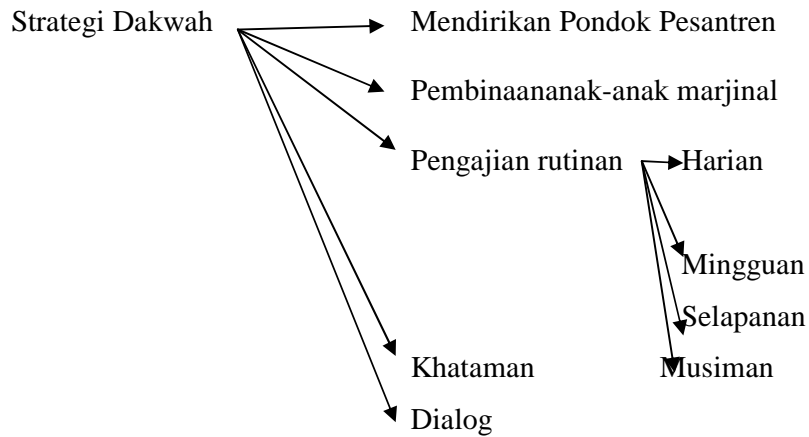 Strategi Dakwah Mendirikan Pondok Pesantren
Pembinaananak-anak marjinal
Pengajian rutinan Harian
Mingguan
Selapanan
Khataman Musiman
Dialog